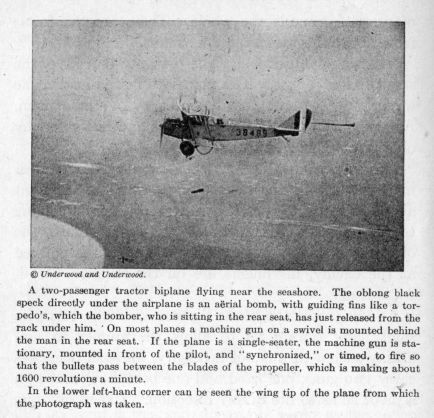 38489
© Underwood and Underwood.
A two-passenger tractor biplane flying near the seashore. The oblong black
speck directly under the airplane is an aërial bomb, with guiding fins like a tor-
pedo's, which the bomber, who is sitting in the rear seat, has just released from the
rack under him. On most planes a machine gun on a swivel is mounted behind
the man in the rear seat. If the plane is a single-seater, the machine gun is sta-
tionary, mounted in front of the pilot, and "synchronized," or timed, to fire so
that the bullets pass between the blades of the propeller, which is making about
1600 revolutions a minute.
In the lower left-hand corner can be seen the wing tip of the plane from which
the photograph was taken.